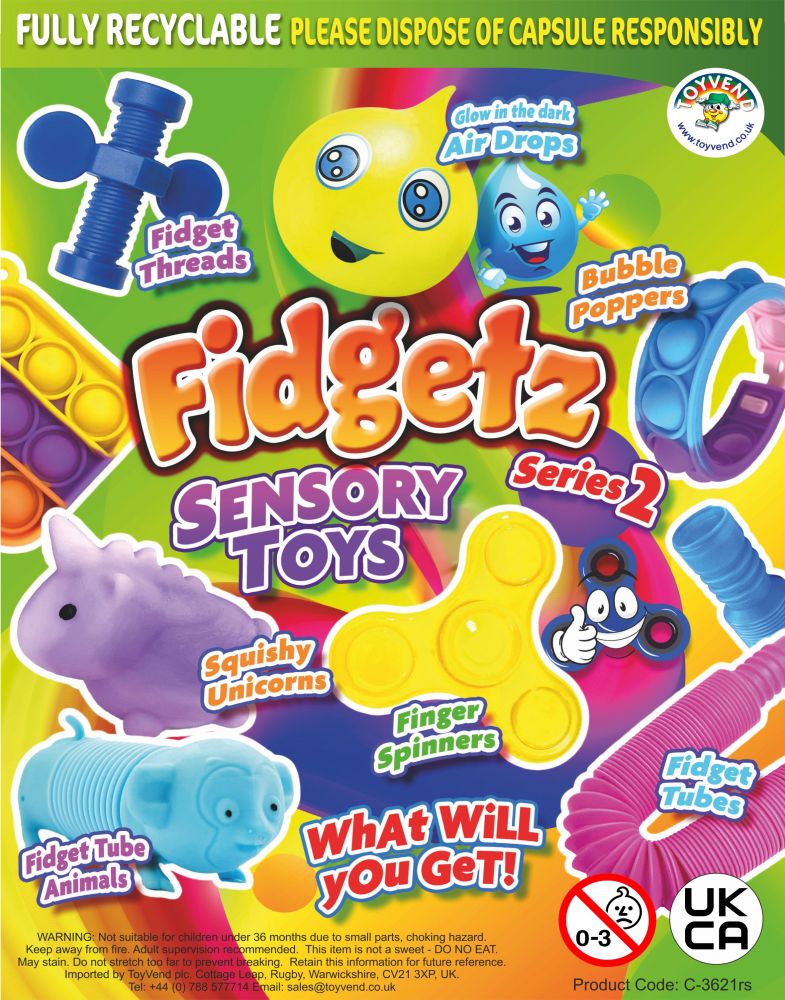 FULLY RECYCLABLE PLEASE DISPOSE OF CAPSULE RESPONSIBLY
TOYVEND
www.toyvend.co.uk
Glow in the dark
Air Drops
Fidget
Threads
Bubble
Poppers
Fidgetz
Series 2
SENSORY
TOYS
Squishy
Unicorns
Finger
Spinners
Fidget
Tubes
Fidget Tube
Animals
WhAt WiLL
yOu GeT!
0-3
UK
CA
WARNING: Not suitable for children under 36 months due to small parts, choking hazard.
Keep away from fire. Adult supervision recommended. This item is not a sweet - DO NO EAT.
May stain. Do not stretch too far to prevent breaking. Retain this information for future reference.
Imported by ToyVend plc. Cottage Leap, Rugby, Warwickshire, CV21 3XP, UK.
Tel: +44 (0) 788 577714 Email: sales@toyvend.co.uk
Product Code: C-3621rs